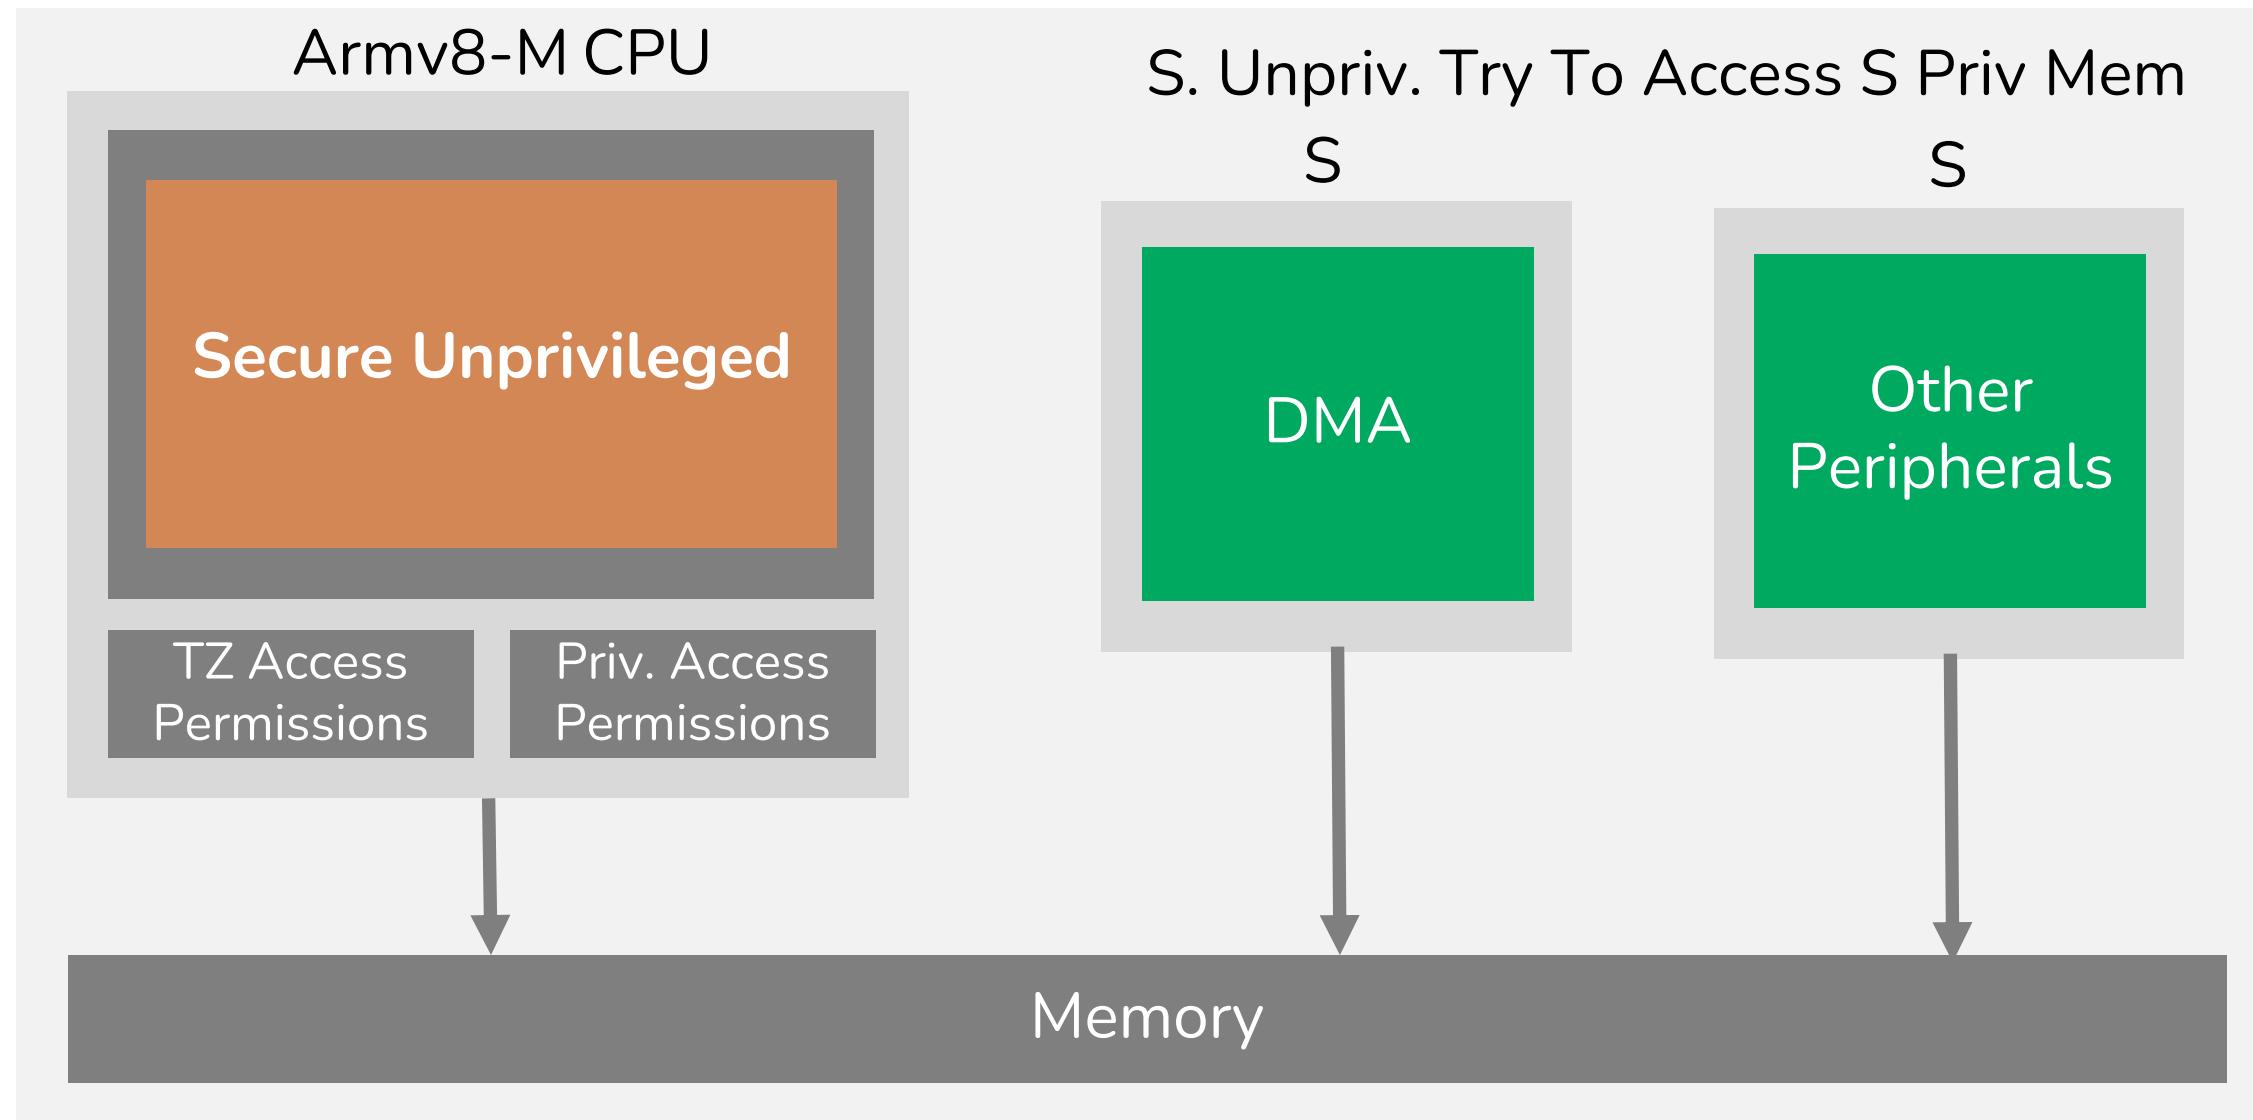 Armv8-M CPU
S. Unpriv. Try To Access S Priv Mem
S
S
Secure Unprivileged
DMA
Other
Peripherals
TZ Access
Permissions
Priv. Access
Permissions
Memory